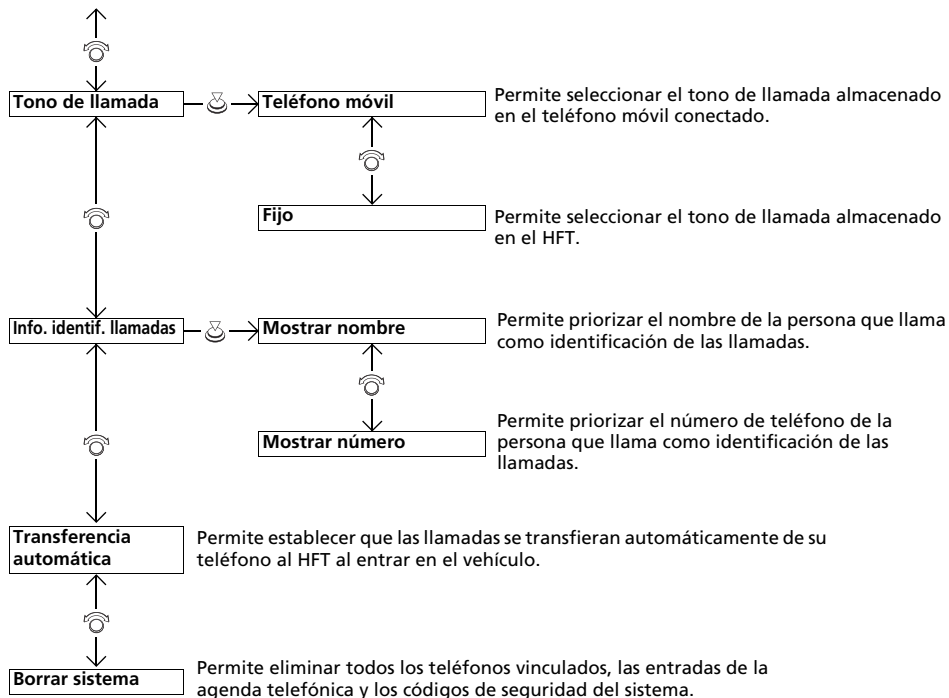 Tono de llamada
Teléfono móvil
Permite seleccionar el tono de llamada almacenado
en el teléfono móvil conectado.
Fijo
Permite seleccionar el tono de llamada almacenado
en el HFT.
Info. identif. llamadas
Mostrar nombre
Permite priorizar el nombre de la persona que llama
como identificación de las llamadas.
Mostrar número
Permite priorizar el número de teléfono de la
persona que llama como identificación de las
llamadas.
Transferencia
automática
Permite establecer que las llamadas se transfieran automáticamente de su
teléfono al HFT al entrar en el vehículo.
Borrar sistema
Permite eliminar todos los teléfonos vinculados, las entradas de la
agenda telefónica y los códigos de seguridad del sistema.